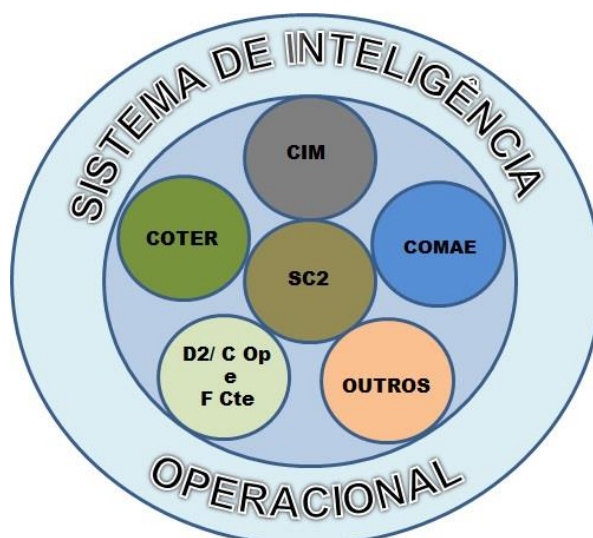 SISTEMA DE INTELIGÊNCIA
CIM
COTER
COMAE
SC2
D2/ C Op
e
F Cte
OUTROS
OPERACIONAL